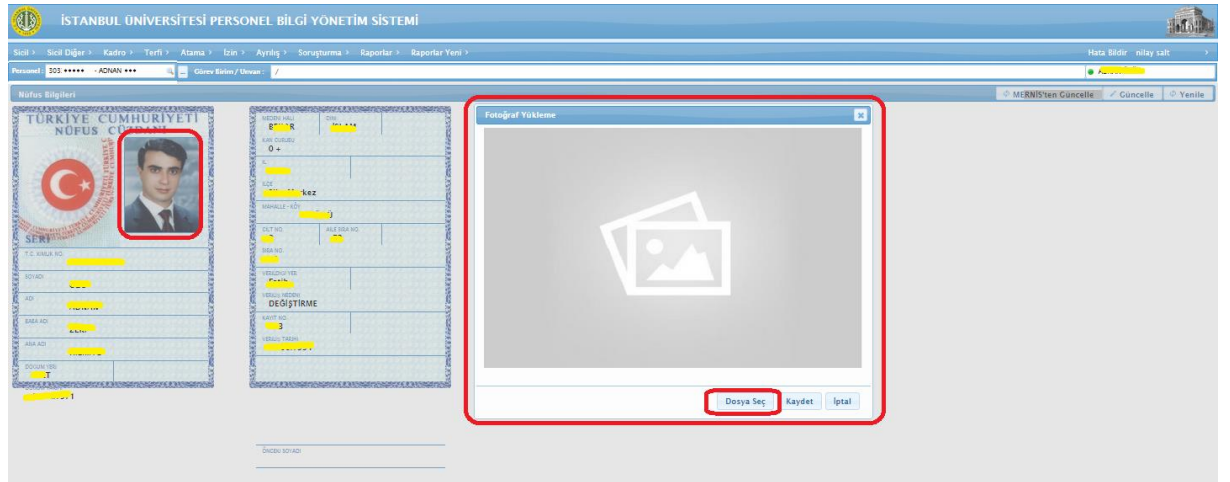 İSTANBUL ÜNİVERSİTESİ PERSONEL BİLGİ YÖNETİM SİSTEMİ
Sicil > Sicil Diğer > Kadro > Terfi > Atama > İzin > Ayrılış > Soruşturma > Raporlar > Raporlar Yeni >
Hata Bildir nilay salt >
Personel : 303 ••••• - ADNAN ••• ... Görev Birim / Unvan : /
Nüfus Bilgileri
MERNİS'ten Güncelle Güncelle Yenile
TÜRKİYE CUMHURİYETİ
NÜFUS CÜZDANI
SERİ
T.C. KİMLİK NO.
SOYADI
ADI
BABA ADI
ANA ADI
DOĞUM YERİ
MEDENİ HALİ DİNİ
KAN GURUBU
0 +
İL
İLÇE
kez
MAHALLE - KÖY
CİLT NO. AİLE SIRA NO.
SIRA NO.
VERİLDİĞİ YER
VERİLİŞ NEDENİ
DEĞİŞTİRME
KAYIT NO.
3
VERİLİŞ TARİHİ
ÖNCEKİ SOYADI
Fotoğraf Yükleme
Dosya Seç Kaydet İptal